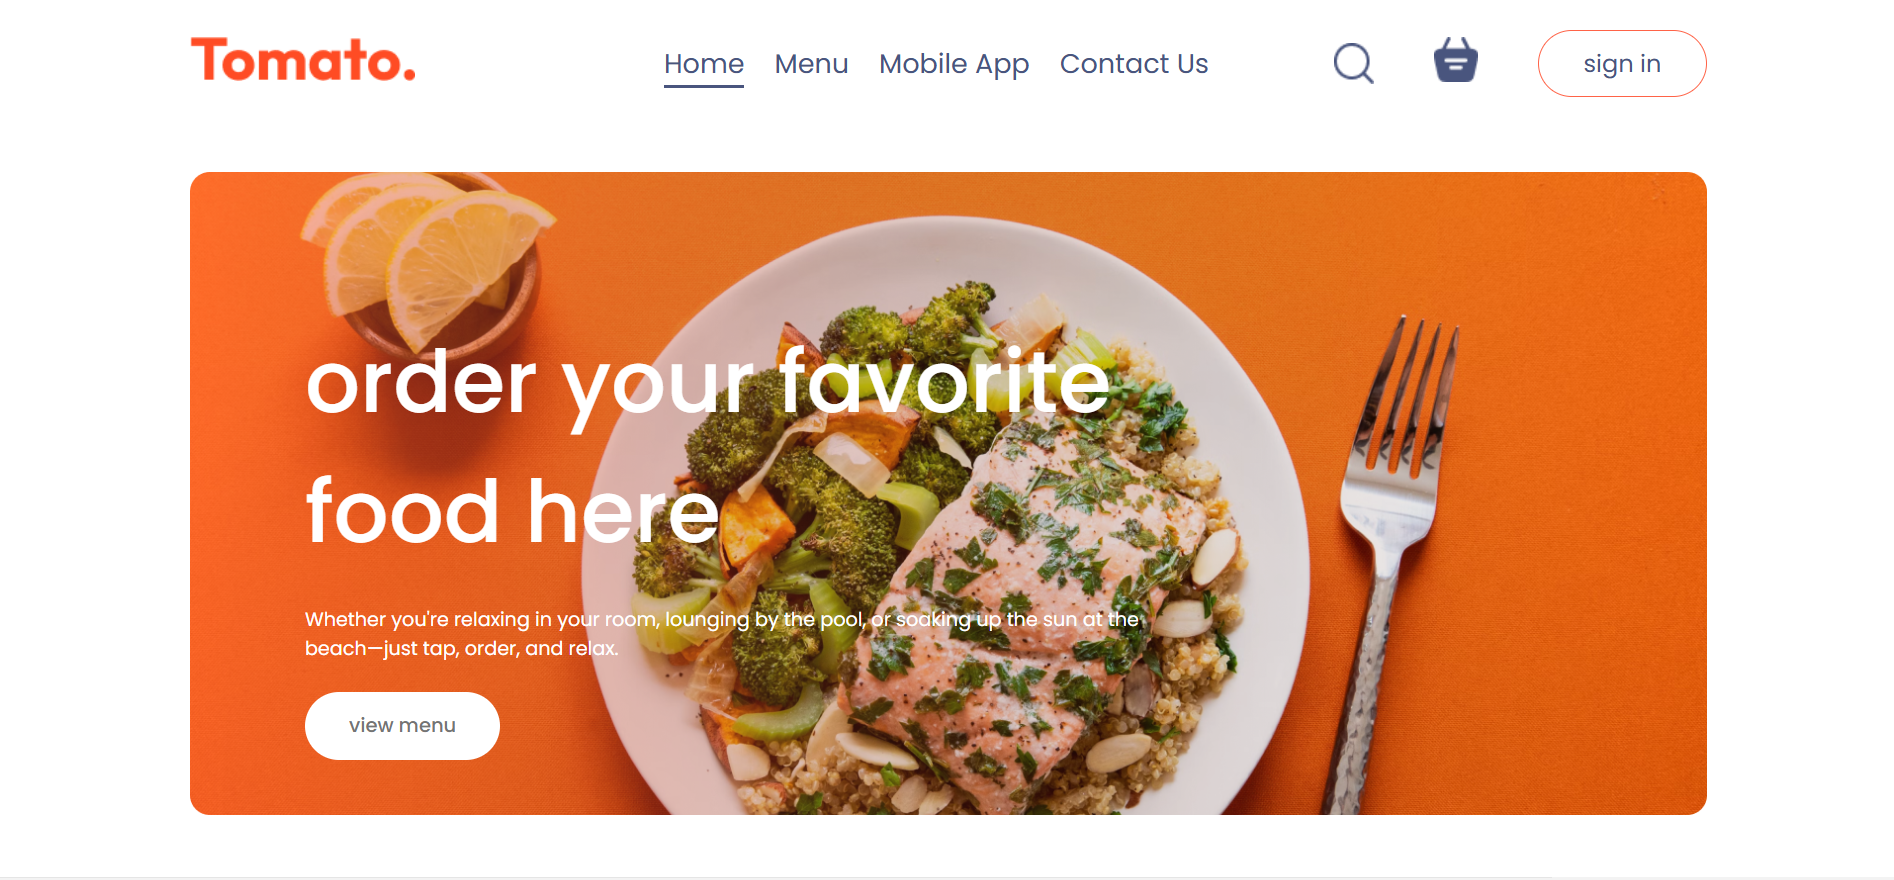 Tomato.
Home Menu Mobile App Contact Us sign in
order your favorite
food here
Whether you're relaxing in your room, lounging by the pool, or soaking up the sun at the
beach—just tap, order, and relax.
view menu